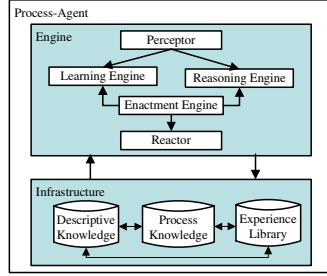 Process-Agent
Engine
Perceptor
Learning Engine
Reasoning Engine
Enactment Engine
Reactor
Infrastructure
Descriptive
Knowledge
Process
Knowledge
Experience
Library